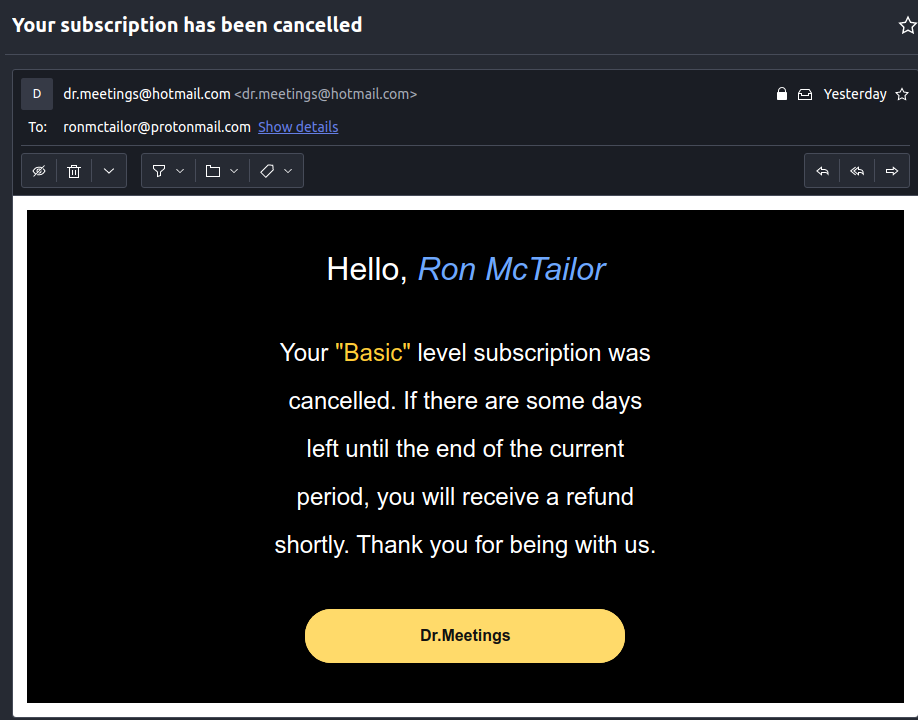 Your subscription has been cancelled
D
dr.meetings@hotmail.com <dr.meetings@hotmail.com>
Yesterday
To: ronmctailor@protonmail.com Show details
Hello, Ron McTailor
Your "Basic" level subscription was
cancelled. If there are some days
left until the end of the current
period, you will receive a refund
shortly. Thank you for being with us.
Dr.Meetings